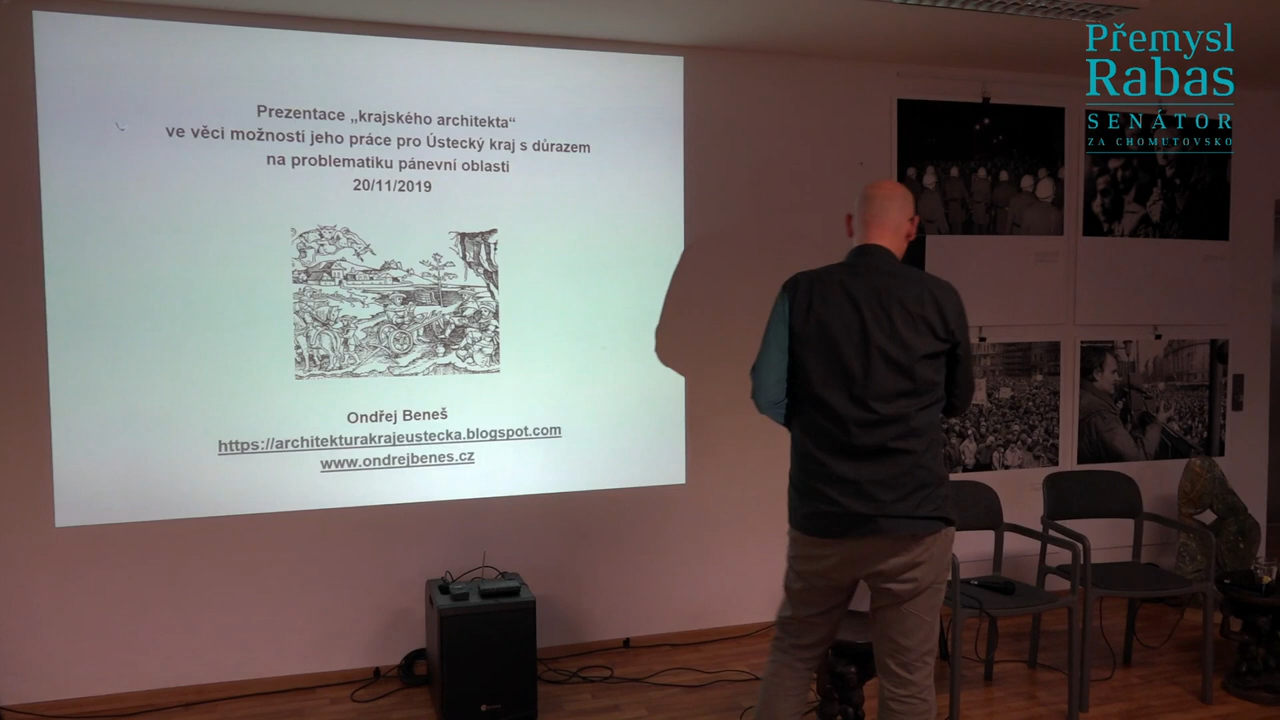 Prezentace „krajského architekta“
ve věci možnosti jeho práce pro Ústecký kraj s důrazem
na problematiku pánevní oblasti
20/11/2019
Ondřej Beneš
https://architekturakrajeustecka.blogspot.com
www.ondrejbenes.cz
Přemysl
Rabas
SENÁTOR
ZA CHOMUTOVSKO